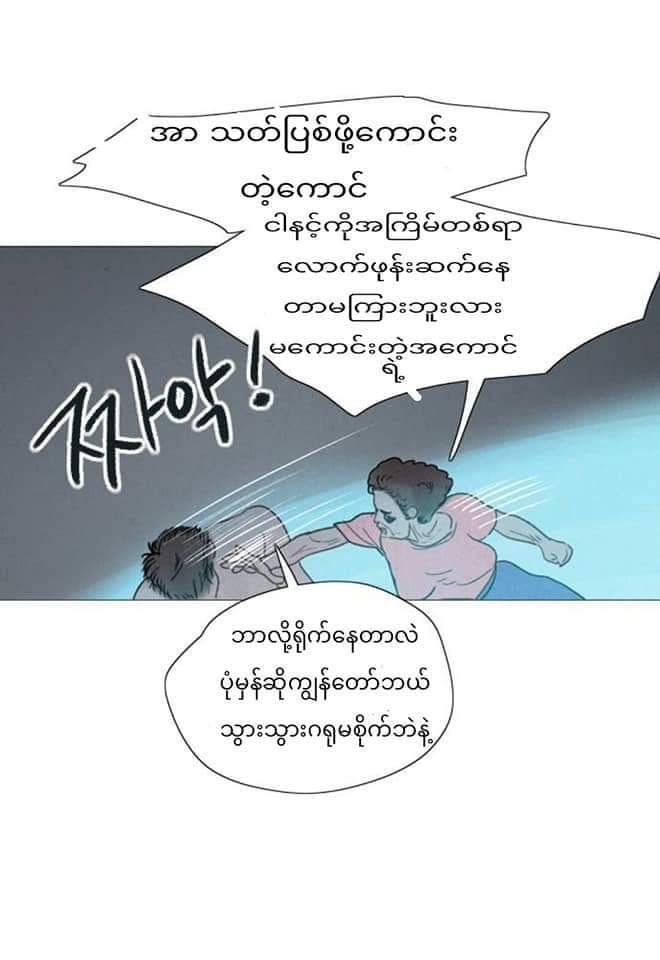 အာ သတ်ပြစ်ဖို့ကောင်း
တဲ့ကောင်
ငါနင့်ကိုအကြိမ်တစ်ရာ
လောက်ဖုန်းဆက်နေ
တာမကြားဘူးလား
မကောင်းတဲ့အကောင်
ရဲ့
짜악!
ဘာလို့ရိုက်နေတာလဲ
ပုံမှန်ဆိုကျွန်တော်ဘယ်
သွားသွားဂရုမစိုက်ဘဲနဲ့